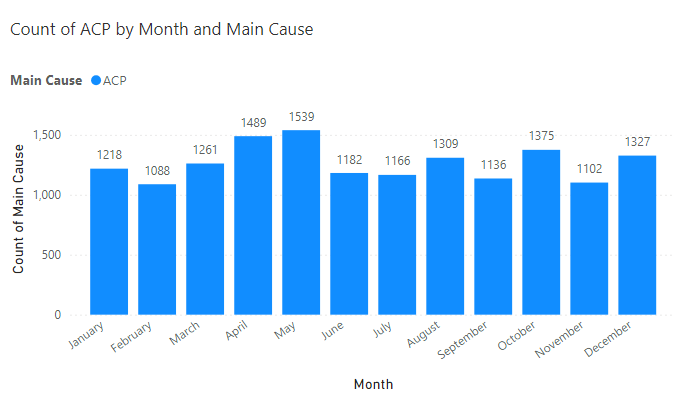 Count of ACP by Month and Main Cause
Main Cause ACP
Count of Main Cause
1,500
1,000
500
0
1218
1088
1261
1489
1539
1182
1166
1309
1136
1375
1102
1327
January
February
March
April
May
June
July
August
September
October
November
December
Month